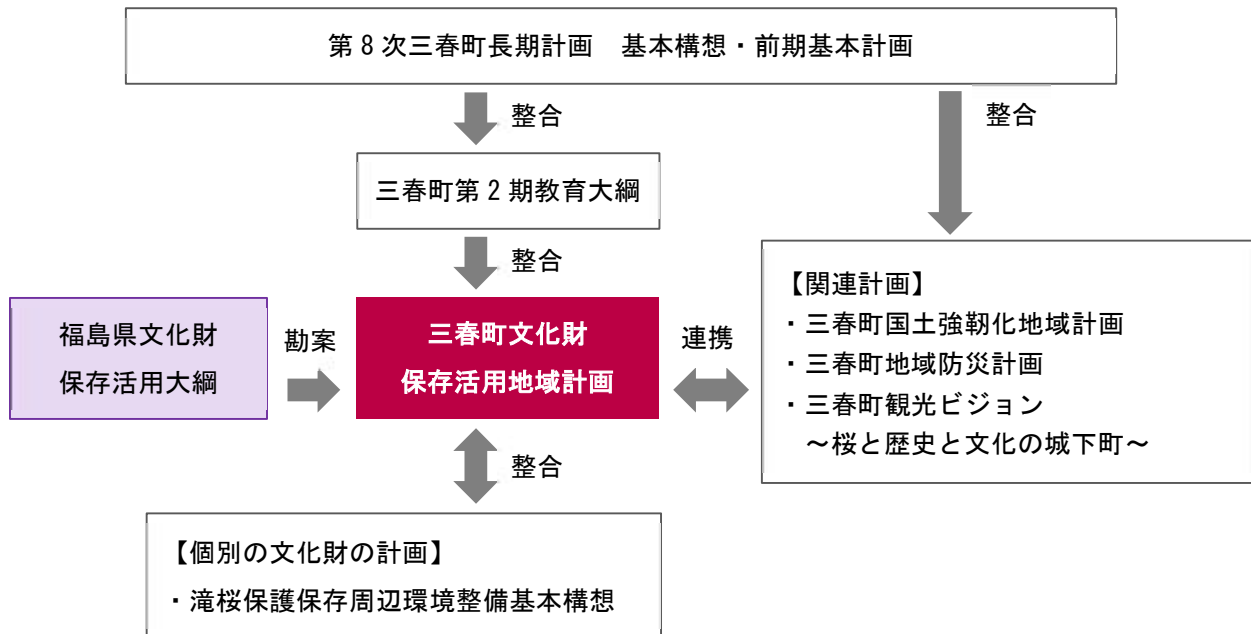 第8次三春町長期計画　基本構想・前期基本計画
整合
整合
三春町第2期教育大綱
整合
福島県文化財
保存活用大綱
勘案
三春町文化財
保存活用地域計画
連携
【関連計画】
・三春町国土強靭化地域計画
・三春町地域防災計画
・三春町観光ビジョン
～桜と歴史と文化の城下町～
整合
【個別の文化財の計画】
・滝桜保護保存周辺環境整備基本構想